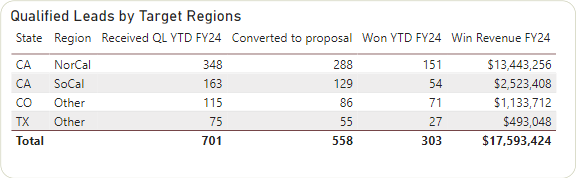 Qualified Leads by Target Regions
State Region Received QL YTD FY24 Converted to proposal Won YTD FY24 Win Revenue FY24
CA NorCal 348 288 151 $13,443,256
CA SoCal 163 129 54 $2,523,408
CO Other 115 86 71 $1,133,712
TX Other 75 55 27 $493,048
Total 701 558 303 $17,593,424